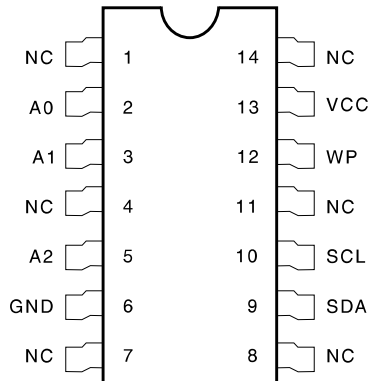 NC 1 14 NC
A0 2 13 VCC
A1 3 12 WP
NC 4 11 NC
A2 5 10 SCL
GND 6 9 SDA
NC 7 8 NC